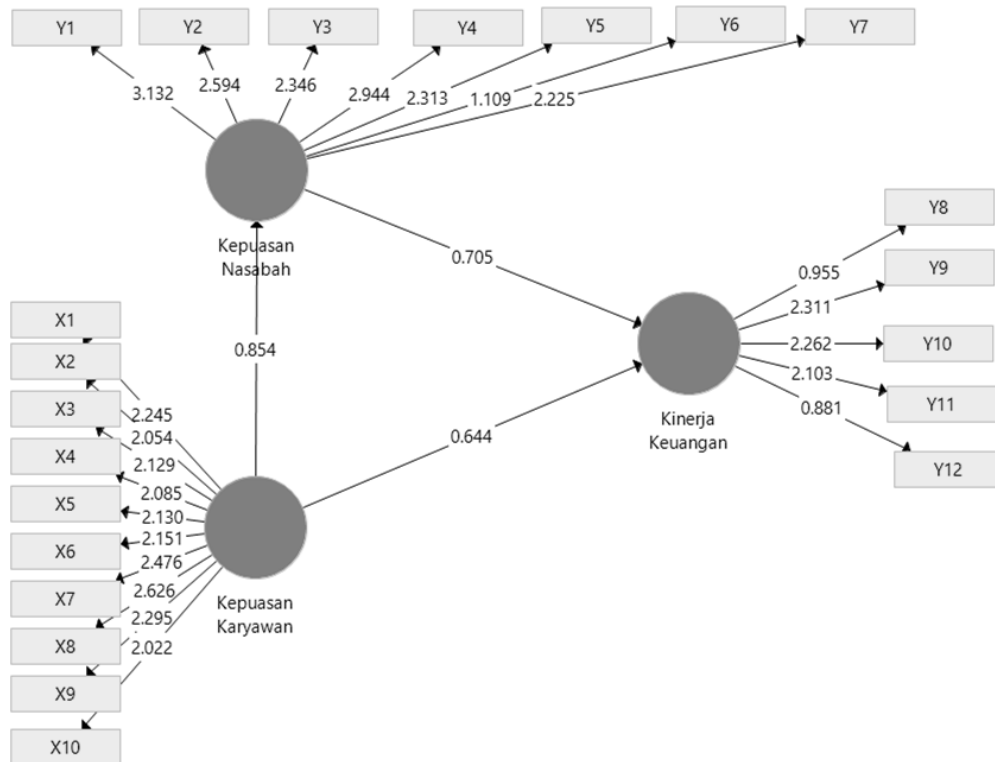 Y1
Y2
Y3
Y4
Y5
Y6
Y7
3.132
2.594
2.346
2.944
2.313
1.109
2.225
Kepuasan
Nasabah
0.705
Y8
Y9
Y10
Y11
Y12
0.955
2.311
2.262
2.103
0.881
Kinerja
Keuangan
0.854
0.644
X1
X2
X3
X4
X5
X6
X7
X8
X9
X10
2.245
2.054
2.129
2.085
2.130
2.151
2.476
2.626
2.295
2.022
Kepuasan
Karyawan